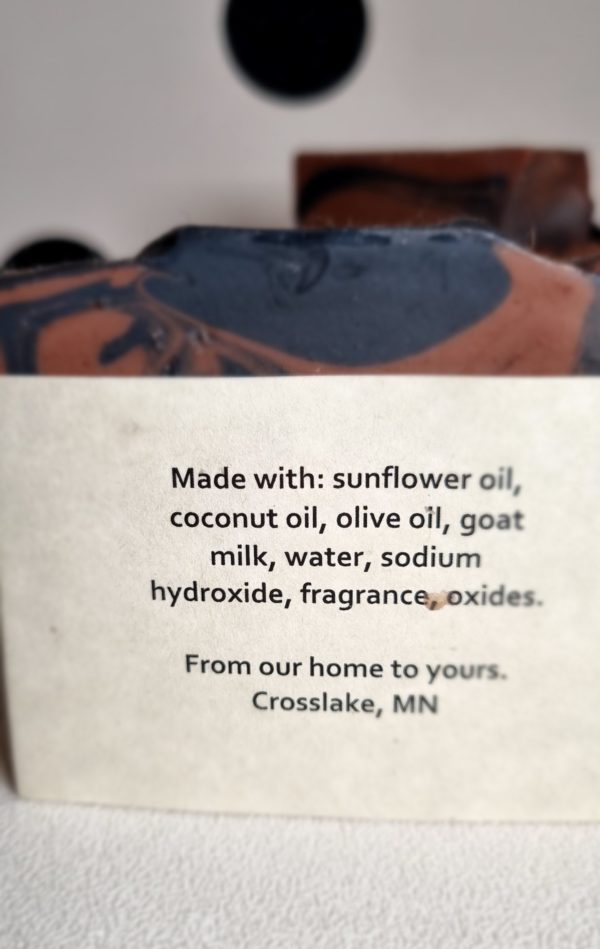 Made with: sunflower oil,
coconut oil, olive oil, goat
milk, water, sodium
hydroxide, fragrance, oxides.
From our home to yours.
Crosslake, MN